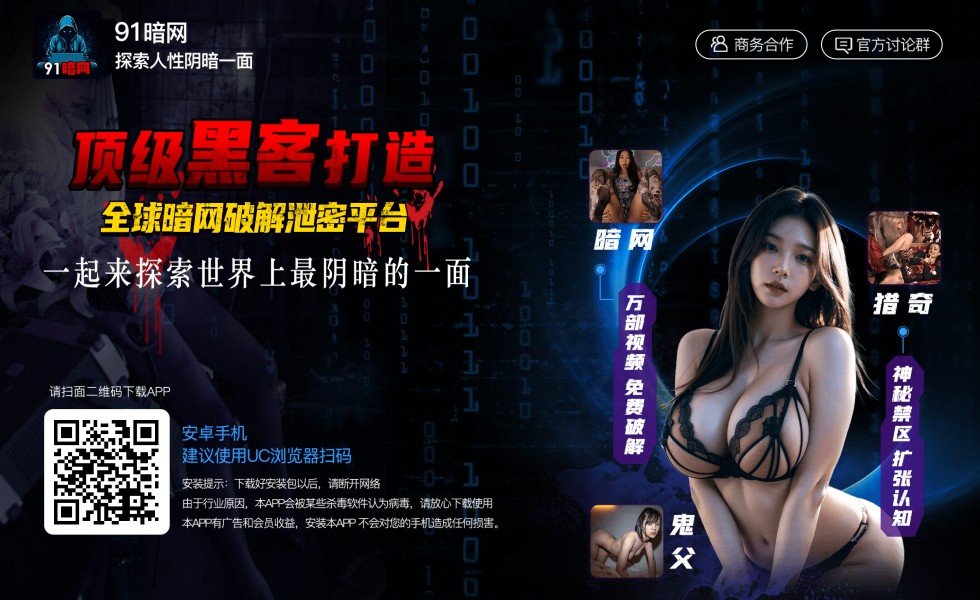 91暗网
探索人性阴暗一面
商务合作
官方讨论群
91暗网
顶级黑客打造
全球暗网破解泄密平台
一起来探索世界上最阴暗的一面
暗网
万部视频 免费破解
猎奇
神秘禁区 扩张认知
请扫面二维码下载APP
安卓手机
建议使用UC浏览器扫码
安装提示：下载好安装包以后，请断开网络
由于行业原因，本APP会被某些杀毒软件认为病毒，请放心下载使用
本APP有广告和会员收益，安装本APP 不会对您的手机造成任何损害。
鬼父